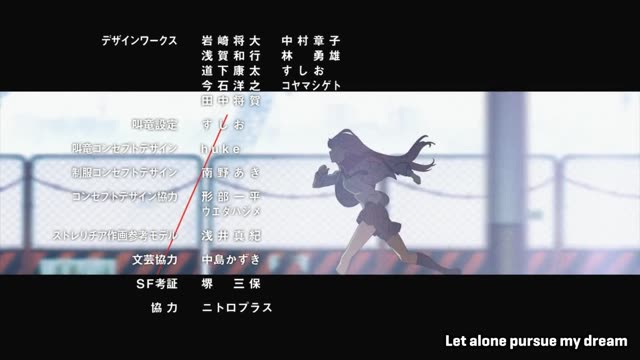 デザインワークス 岩崎将大 中村章子
浅賀和行 林 勇雄
道下康太 すしお
今石洋之 コヤマシゲト
田中将賀
叫竜設定 すしお
叫竜コンセプトデザイン huke
制服コンセプトデザイン 南野あき
コンセプトデザイン協力 形部一平
ウエダハジメ
ストレリチア作画参考モデル 浅井真紀
文芸協力 中島かずき
SF考証 堺 三保
協力 ニトロプラス
Let alone pursue my dream